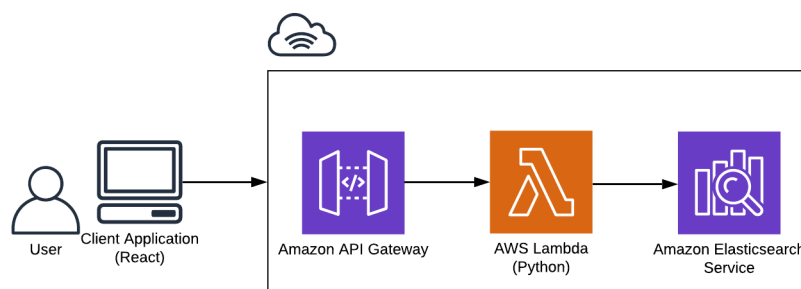 </>
User
Client Application
(React)
Amazon API Gateway
AWS Lambda
(Python)
Amazon Elasticsearch
Service